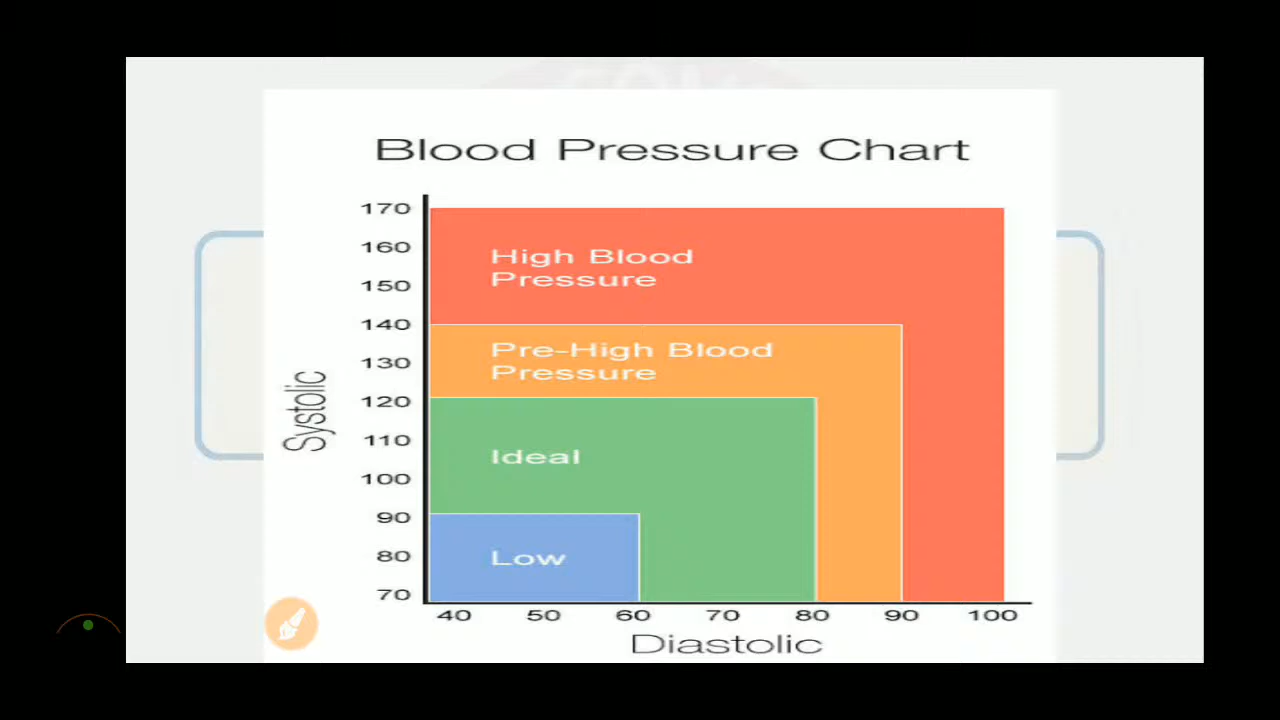 Blood Pressure Chart
170
160
150
140
130
120
110
100
90
80
70
Systolic
High Blood
Pressure
Pre-High Blood
Pressure
Ideal
Low
40 50 60 70 80 90 100
Diastolic